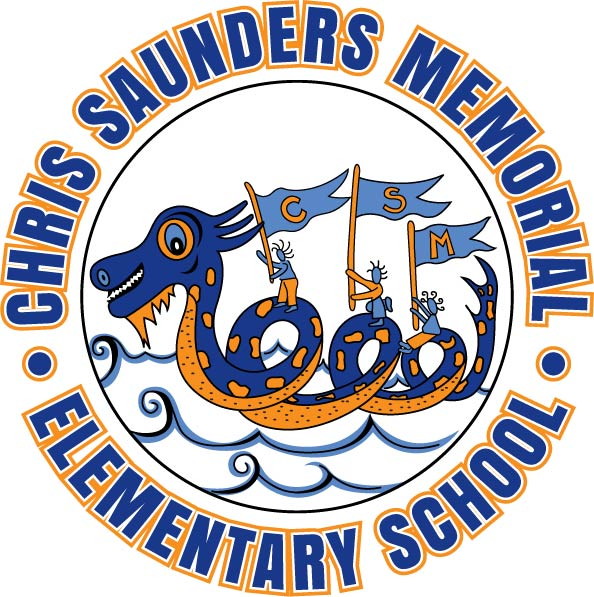 CHRIS SAUNDERS MEMORIAL
C
S
M
• ELEMENTARY SCHOOL •